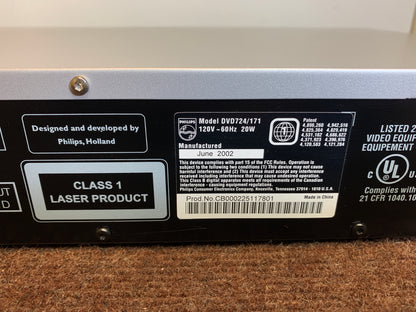 Designed and developed by
Philips, Holland
UT
D
CLASS 1
LASER PRODUCT
PHILIPS
Model DVD724/171
120V ~ 60Hz 20W
Manufactured
June 2002
Patent
This device complies with part 15 of the FCC Rules. Operation is
subject to the following two conditions (1) This device may not cause
harmful interference and (2) This device must accept any interference
received including interference that may cause undesired operation.
This Class B digital apparatus meets all requirements of the Canadian
interference - causing equipment regulations.
Philips Consumer Electronics Company, Knoxville, Tennessee 37914 - 1810 U.S.A.
Prod.No.CB000225117801
Made in China
LISTED 2
VIDEO EQUI
EQUIPMENT
C UL
Complies with
21 CFR 1040.10